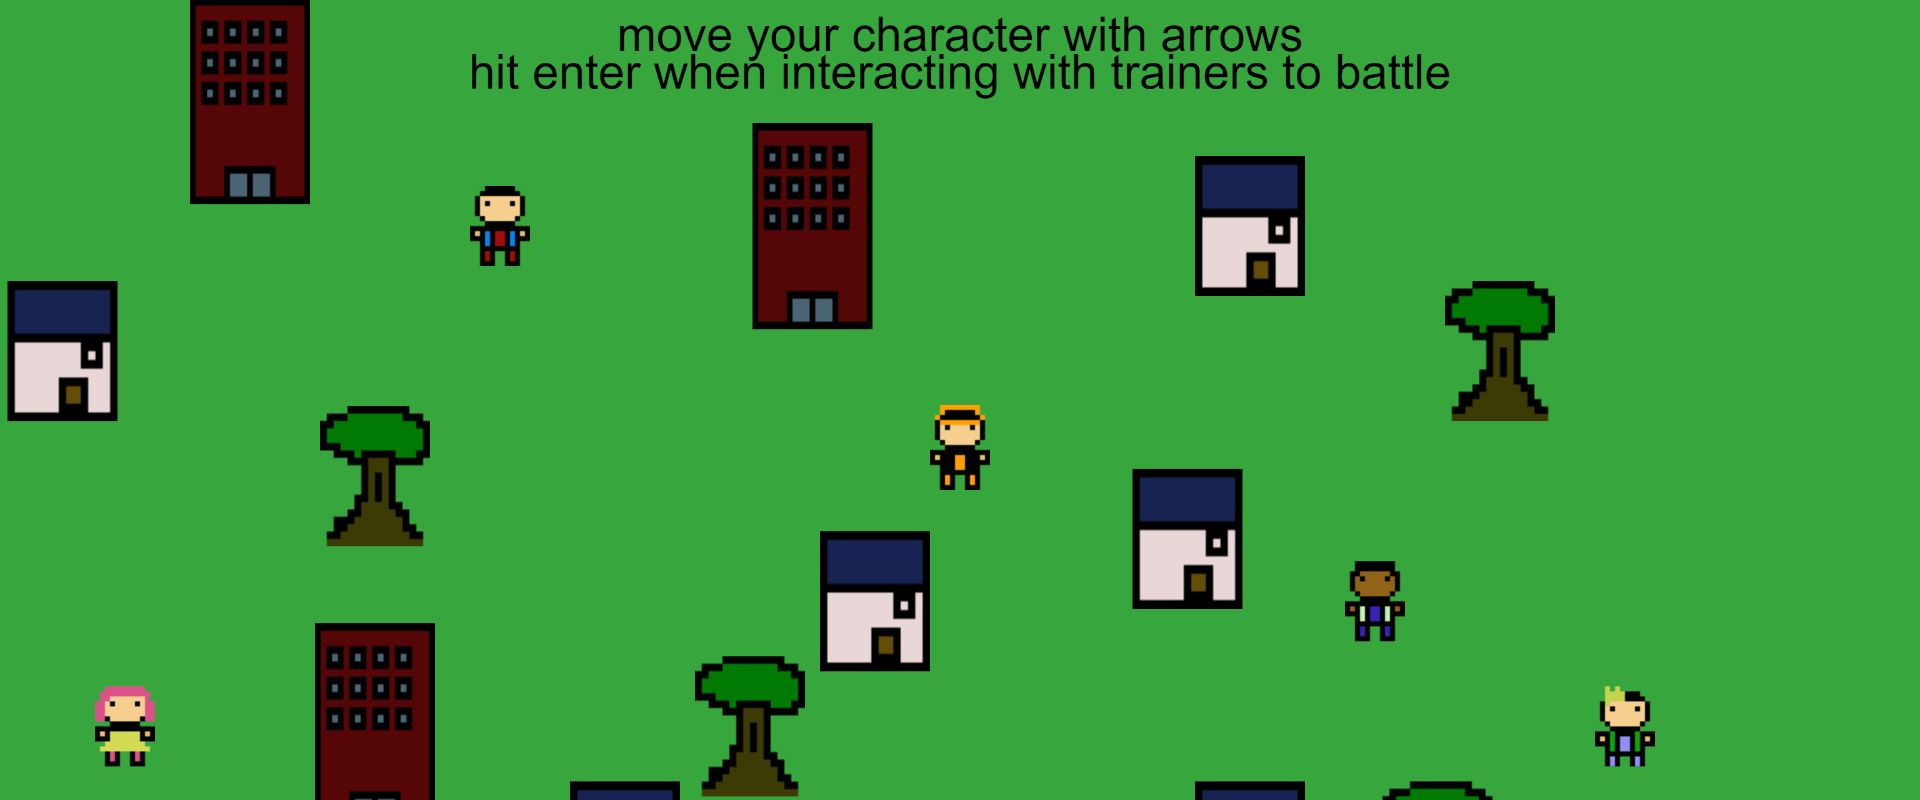 move your character with arrows
hit enter when interacting with trainers to battle